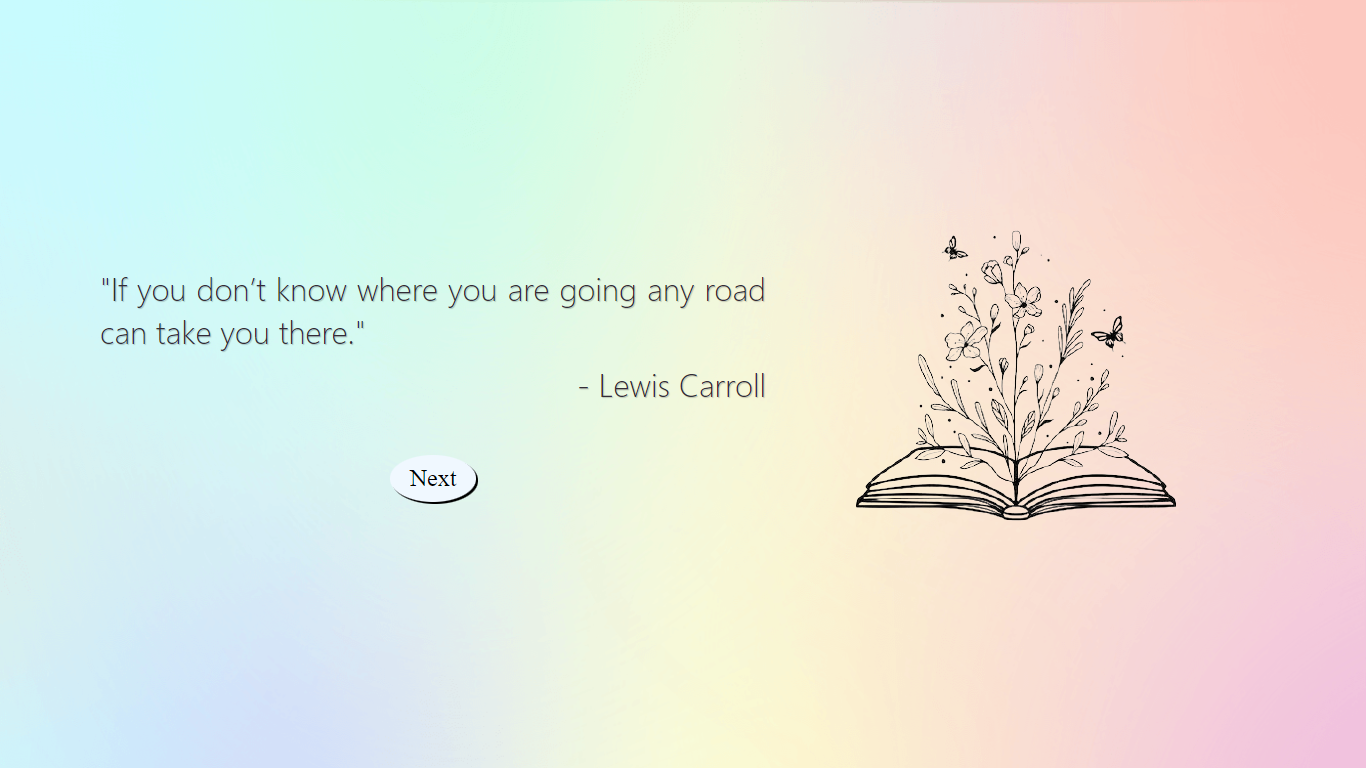 "If you don’t know where you are going any road
can take you there."
- Lewis Carroll
Next